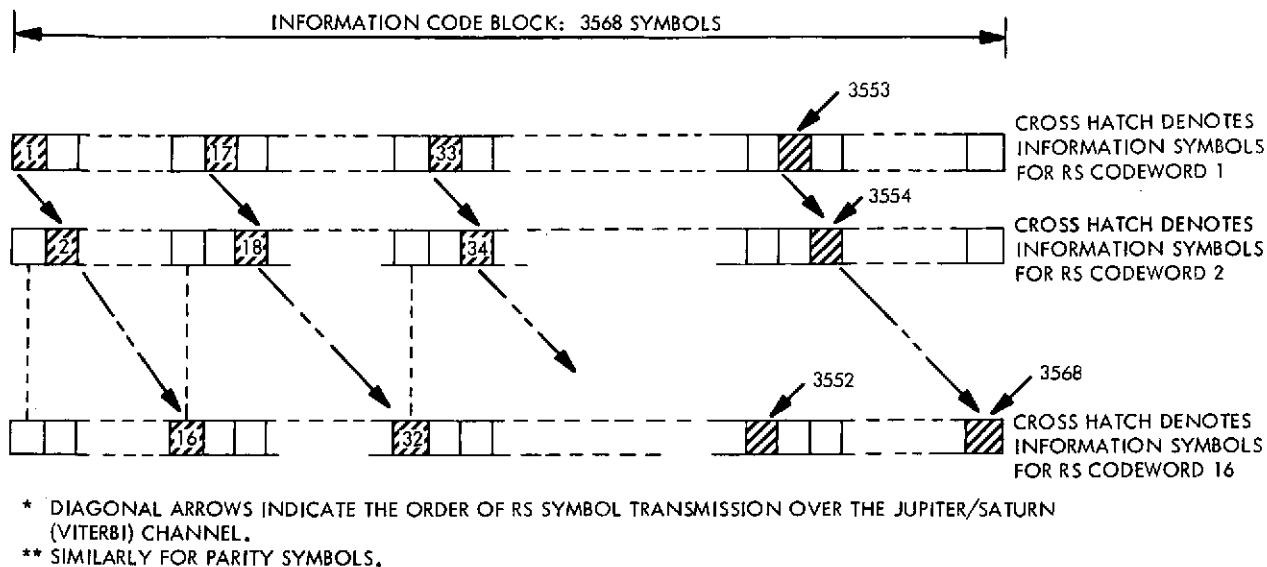 INFORMATION CODE BLOCK: 3568 SYMBOLS
3553
1
17
33
CROSS HATCH DENOTES
INFORMATION SYMBOLS
FOR RS CODEWORD 1
3554
2
18
34
CROSS HATCH DENOTES
INFORMATION SYMBOLS
FOR RS CODEWORD 2
3552
3568
16
32
CROSS HATCH DENOTES
INFORMATION SYMBOLS
FOR RS CODEWORD 16
* DIAGONAL ARROWS INDICATE THE ORDER OF RS SYMBOL TRANSMISSION OVER THE JUPITER/SATURN
(VITERBI) CHANNEL.
** SIMILARLY FOR PARITY SYMBOLS.